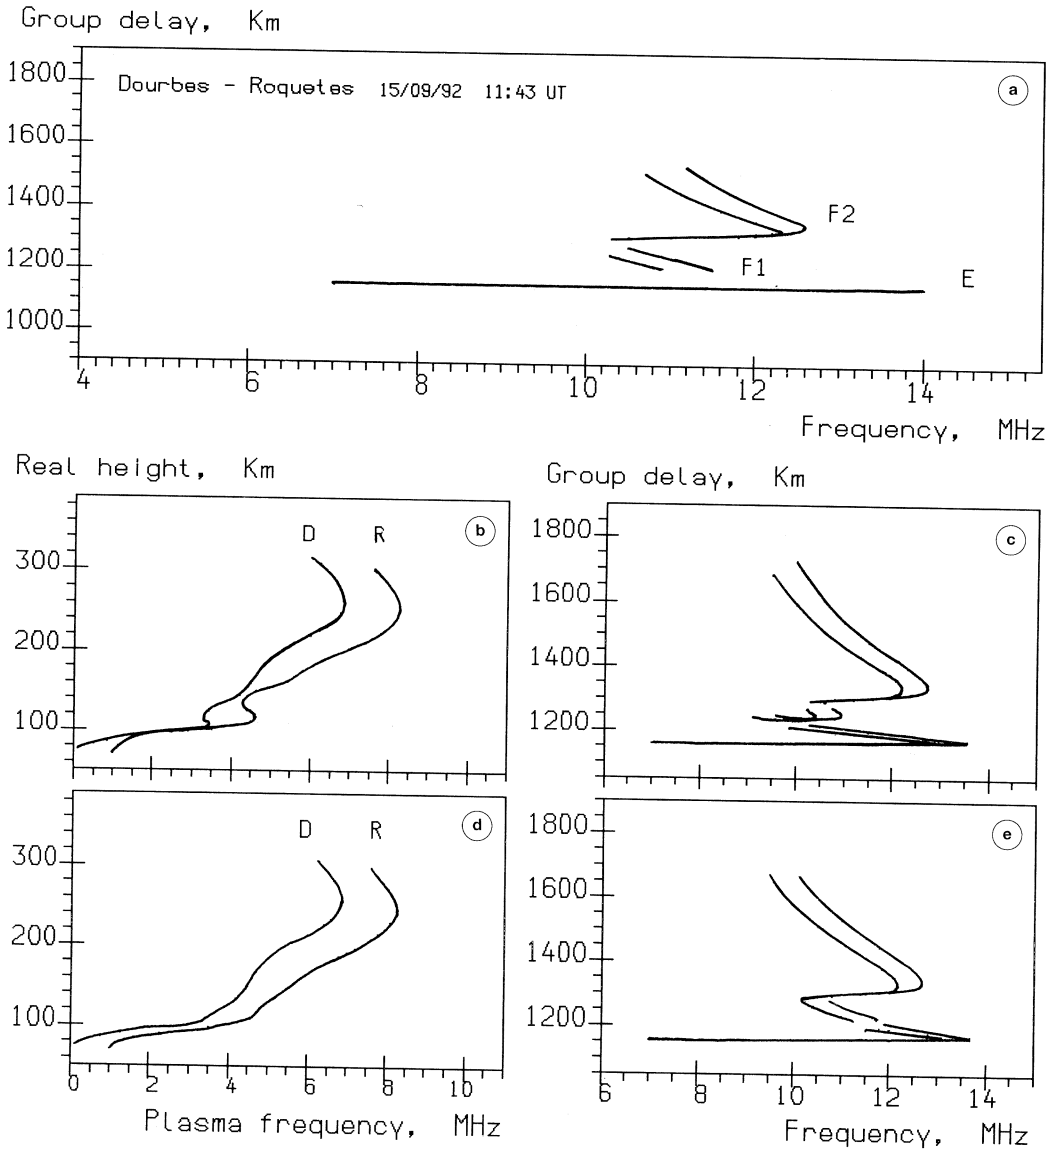 Group delay, Km
1800
1600
1400
1200
1000
Dourbes - Roquetes 15/09/92 11:43 UT
a
F2
F1
E
4 6 8 10 12 14
Frequency, MHz
Real height, Km
300
200
100
D R
b
Group delay, Km
1800
1600
1400
1200
c
300
200
100
D R
d
0 2 4 6 8 10
Plasma frequency, MHz
1800
1600
1400
1200
e
6 8 10 12 14
Frequency, MHz